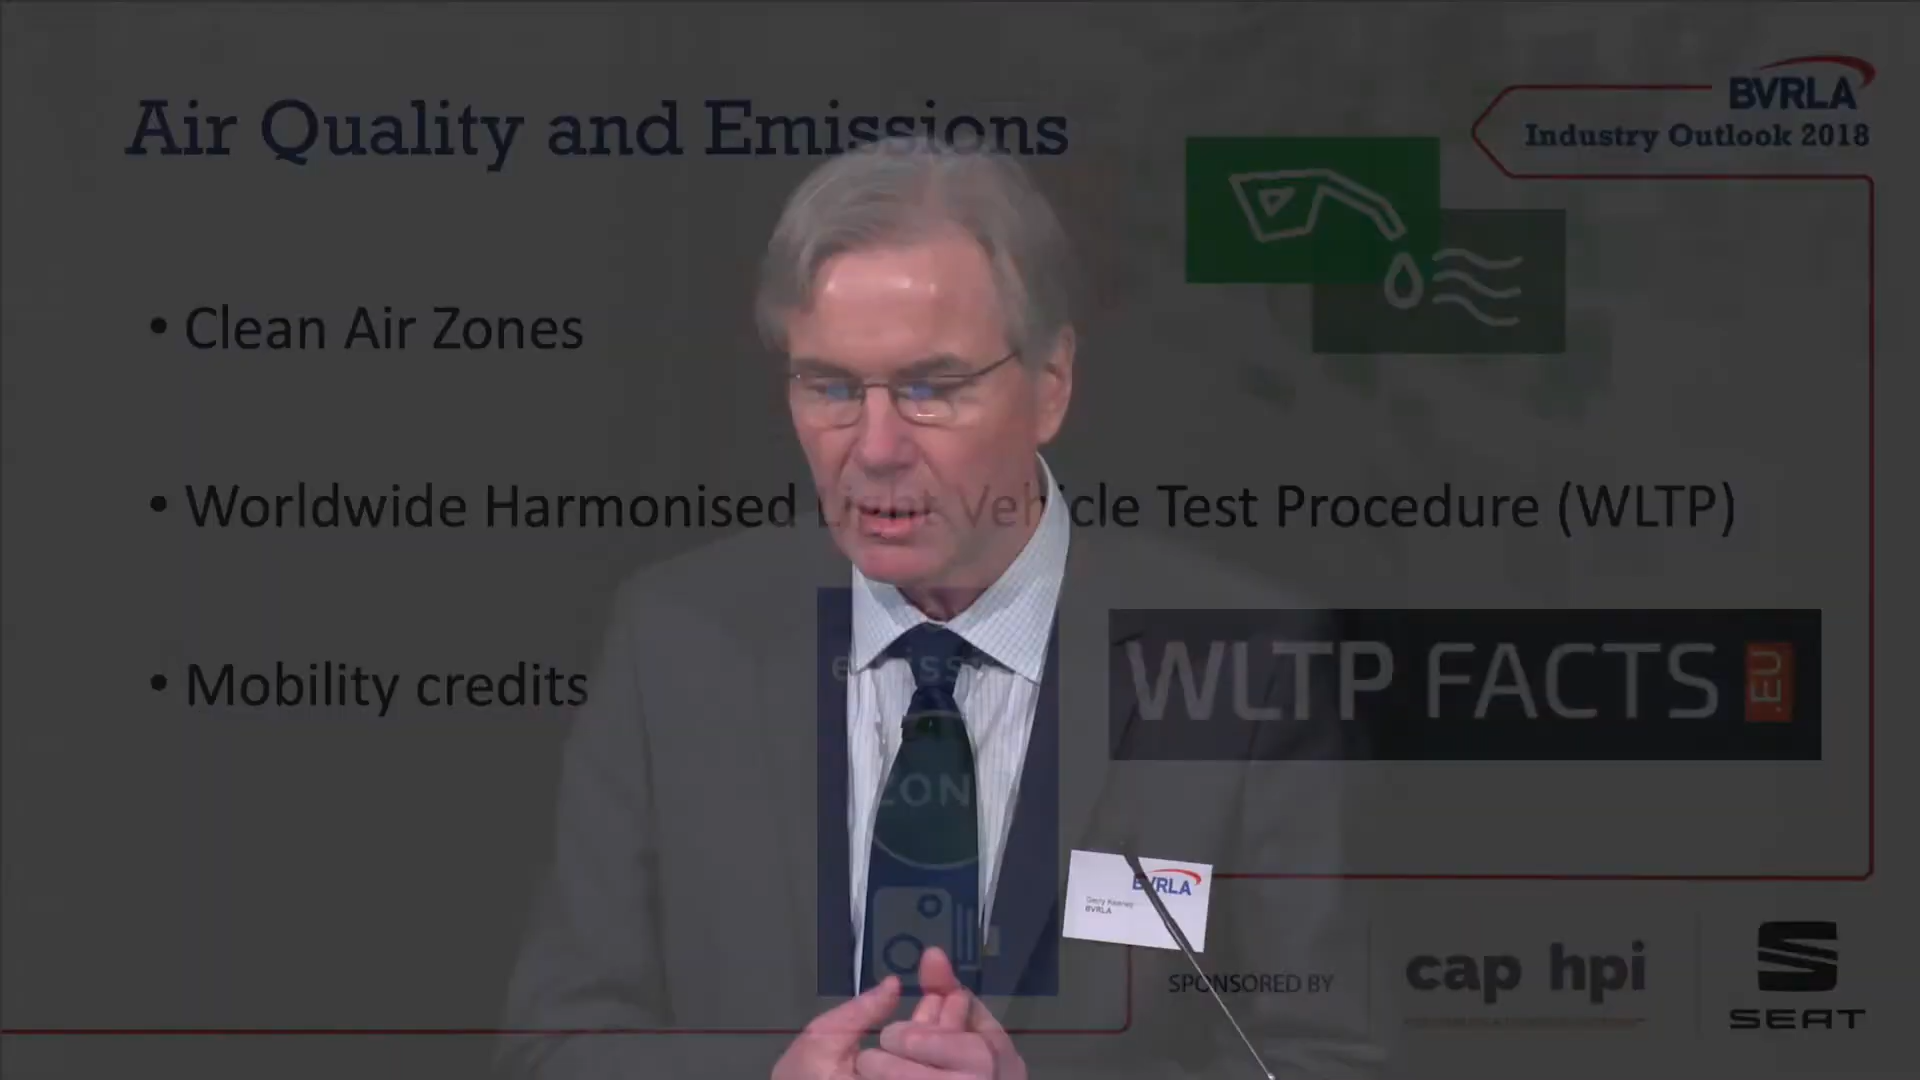 Air Quality and Emissions
BVRLA
Industry Outlook 2018
• Clean Air Zones
• Worldwide Harmonised Light Vehicle Test Procedure (WLTP)
• Mobility credits
WLTP FACTS .EU
BVRLA
BVRLA
SPONSORED BY
cap hpi
SEAT